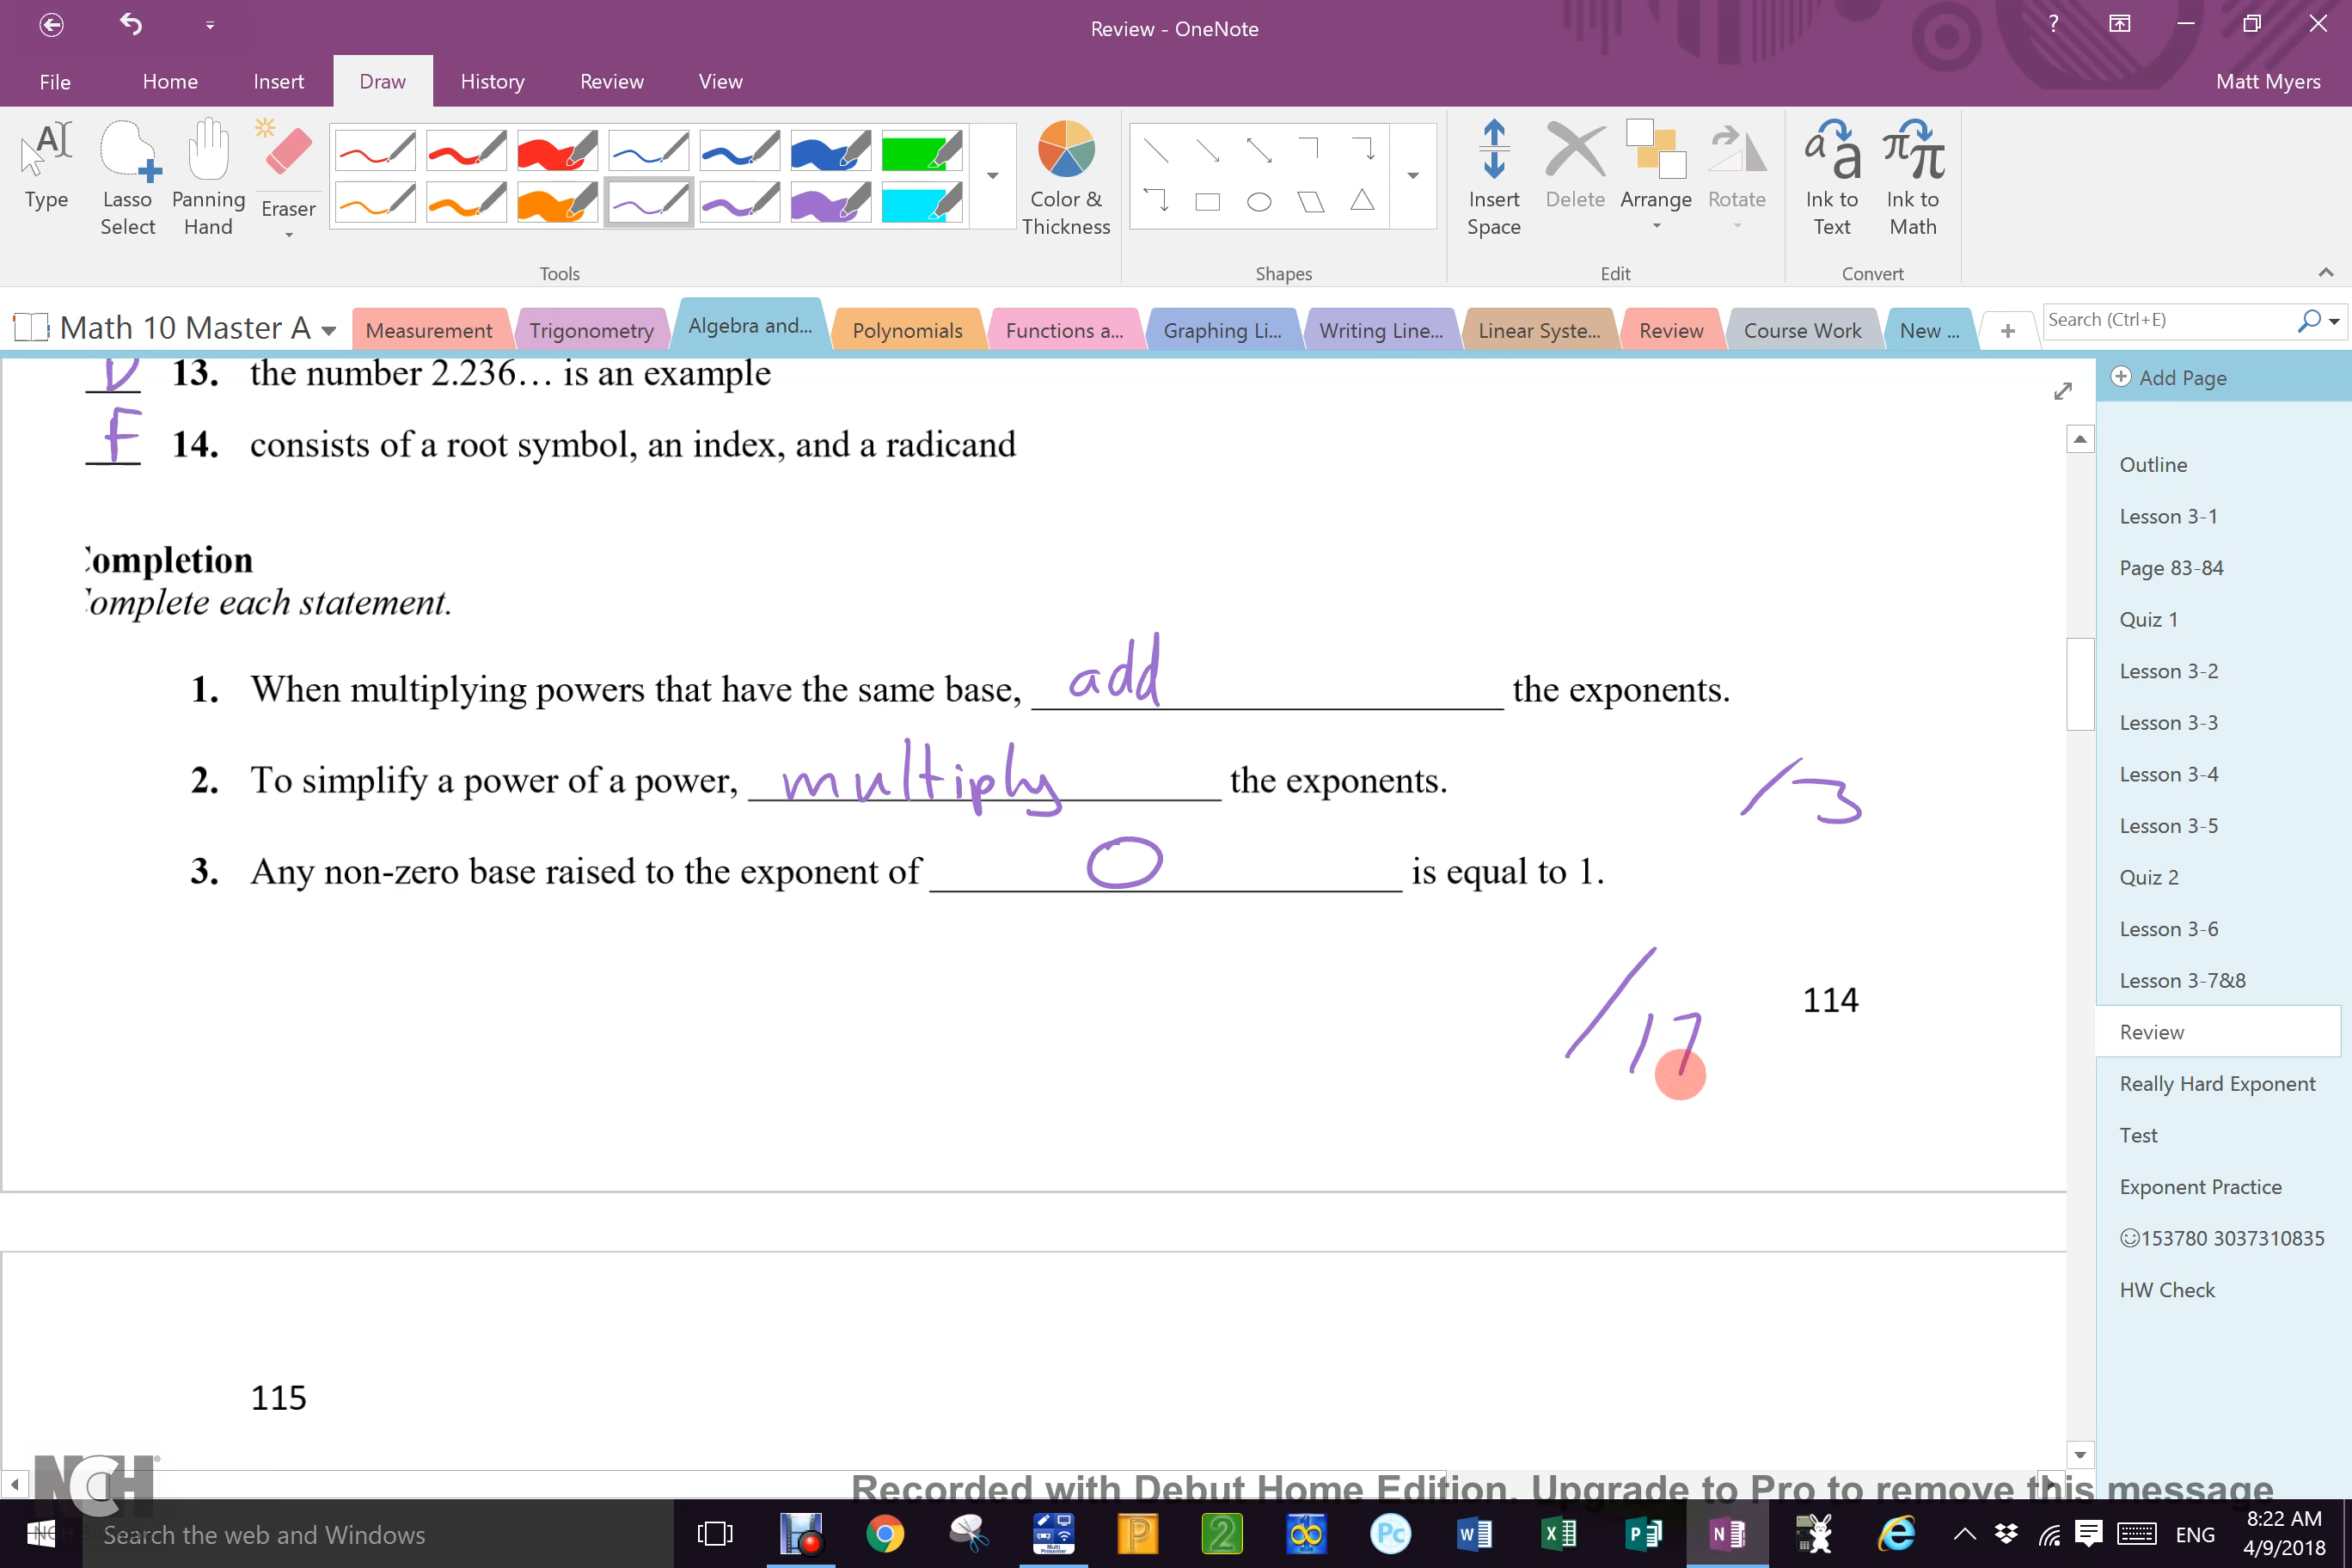 Review - OneNote
?
File Home Insert Draw History Review View Matt Myers
Type Lasso Select Panning Hand Eraser Color & Thickness Insert Space Delete Arrange Rotate Ink to Text Ink to Math
Tools Shapes Edit Convert
Math 10 Master A Measurement Trigonometry Algebra and... Polynomials Functions a... Graphing Li... Writing Line... Linear Syste... Review Course Work New ... + Search (Ctrl+E)
D 13. the number 2.236... is an example
F 14. consists of a root symbol, an index, and a radicand
Completion
Complete each statement.
1. When multiplying powers that have the same base, add the exponents.
2. To simplify a power of a power, multiply the exponents.
/3
3. Any non-zero base raised to the exponent of 0 is equal to 1.
/17
114
115
Add Page
Outline
Lesson 3-1
Page 83-84
Quiz 1
Lesson 3-2
Lesson 3-3
Lesson 3-4
Lesson 3-5
Quiz 2
Lesson 3-6
Lesson 3-7&8
Review
Really Hard Exponent
Test
Exponent Practice
☺153780 3037310835
HW Check
NCH
Recorded with Debut Home Edition. Upgrade to Pro to remove this message
Search the web and Windows
ENG
8:22 AM
4/9/2018